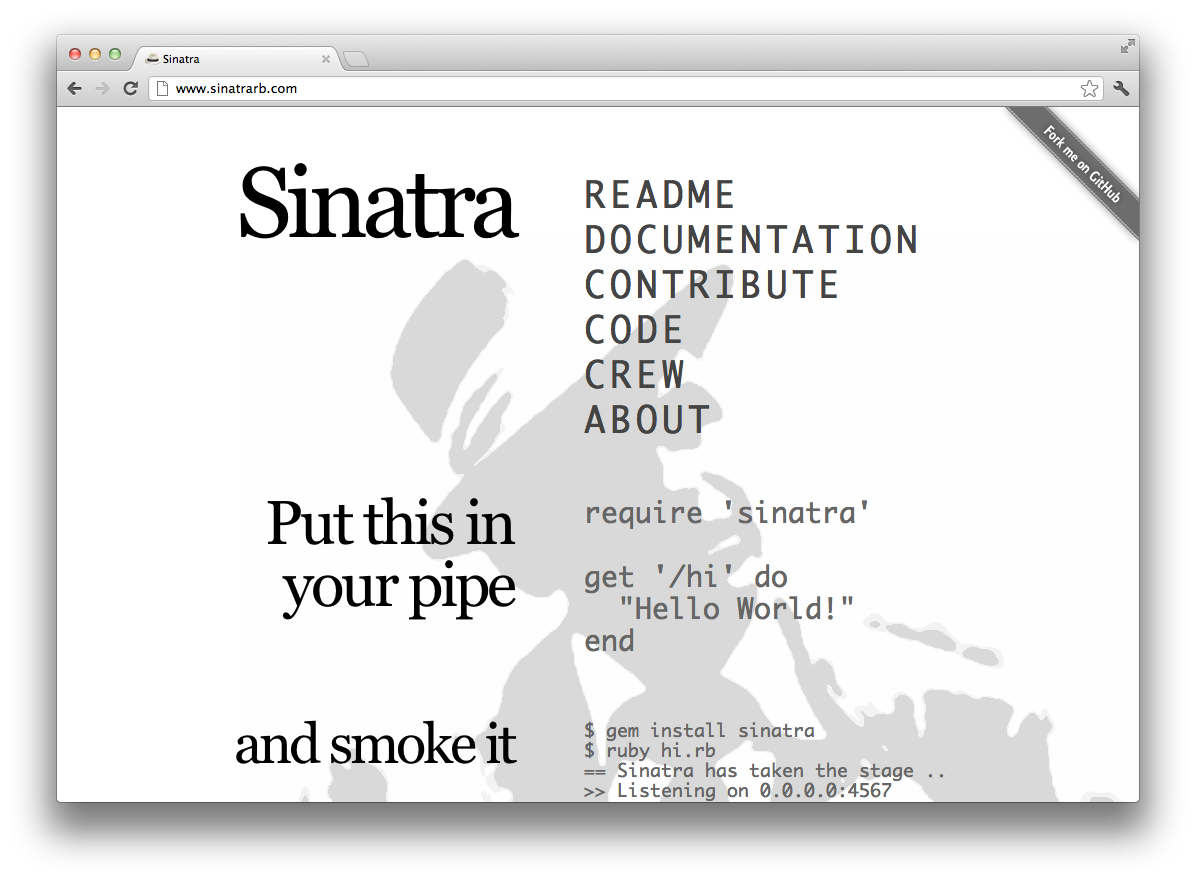 Sinatra
www.sinatrarb.com
Fork me on GitHub
Sinatra
README
DOCUMENTATION
CONTRIBUTE
CODE
CREW
ABOUT
Put this in
your pipe
require 'sinatra'
get '/hi' do
  "Hello World!"
end
and smoke it
$ gem install sinatra
$ ruby hi.rb
== Sinatra has taken the stage ..
>> Listening on 0.0.0.0:4567